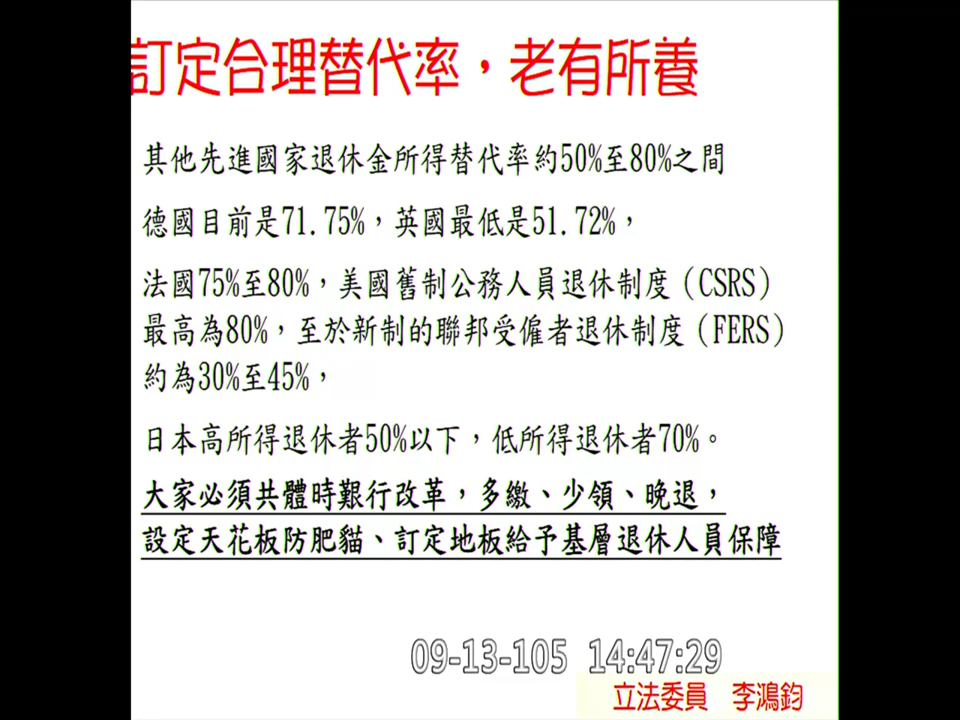 訂定合理替代率，老有所養
其他先進國家退休金所得替代率約50%至80%之間
德國目前是71.75%，英國最低是51.72%，
法國75%至80%，美國舊制公務人員退休制度（CSRS）
最高為80%，至於新制的聯邦受僱者退休制度（FERS）
約為30%至45%，
日本高所得退休者50%以下，低所得退休者70%。
大家必須共體時艱行改革，多繳、少領、晚退，
設定天花板防肥貓、訂定地板給予基層退休人員保障
09-13-105 14:47:29
立法委員 李鴻鈞